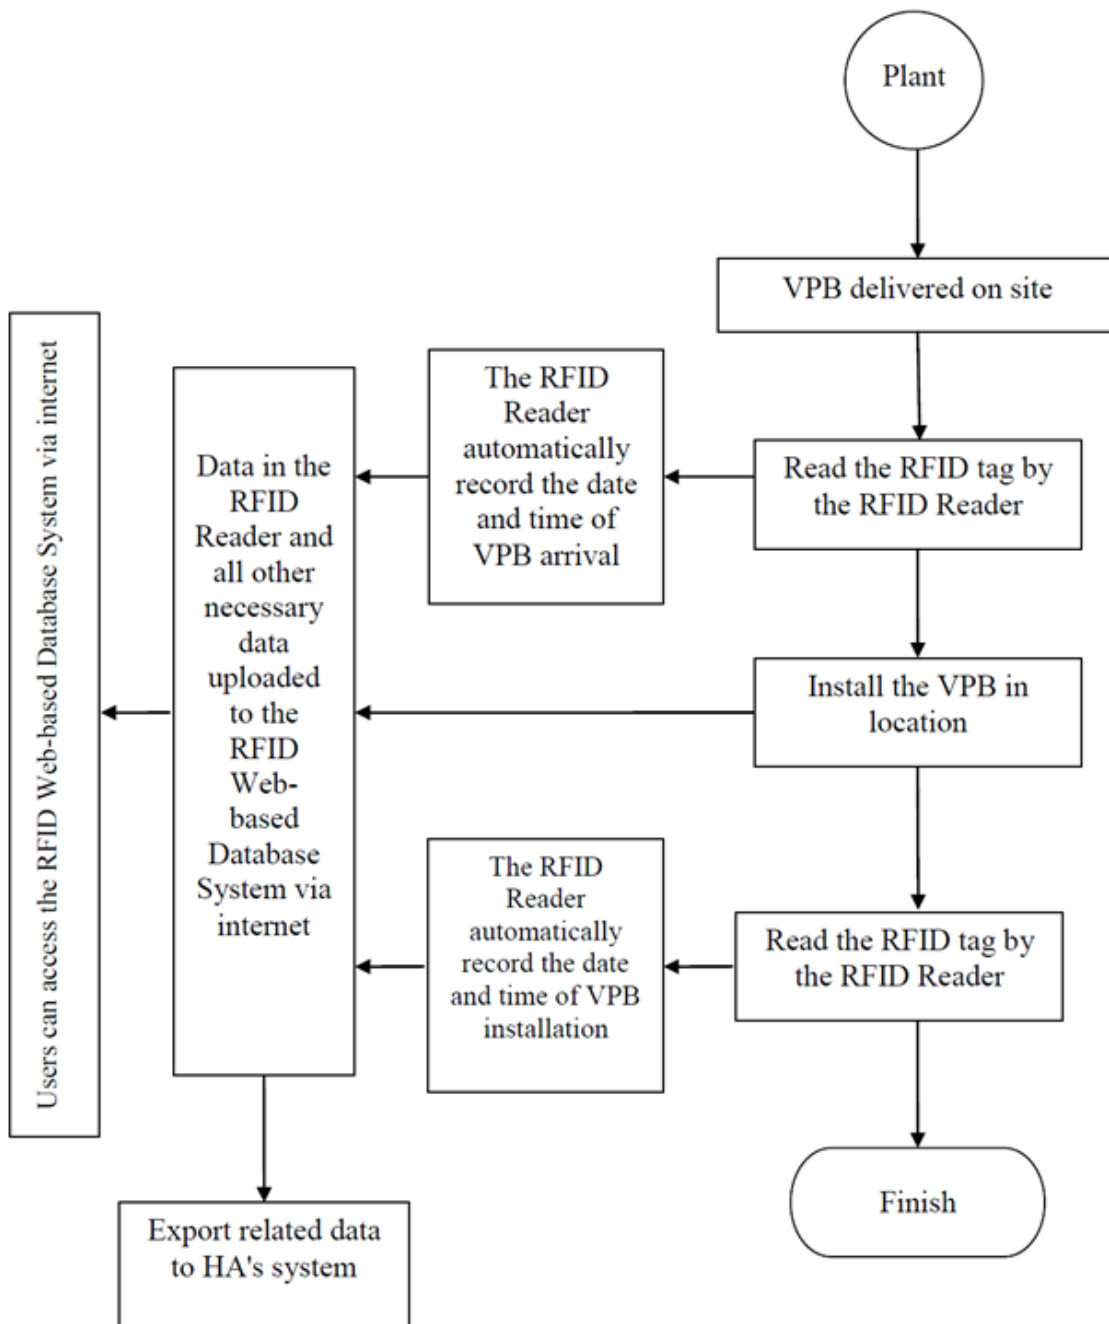 Plant
VPB delivered on site
Users can access the RFID Web-based Database System via internet
Data in the
RFID
Reader and
all other
necessary
data
uploaded
to the
RFID
Web-
based
Database
System via
internet
The RFID
Reader
automatically
record the date
and time of
VPB arrival
Read the RFID tag by
the RFID Reader
Install the VPB in
location
The RFID
Reader
automatically
record the date
and time of VPB
installation
Read the RFID tag by
the RFID Reader
Export related data
to HA's system
Finish